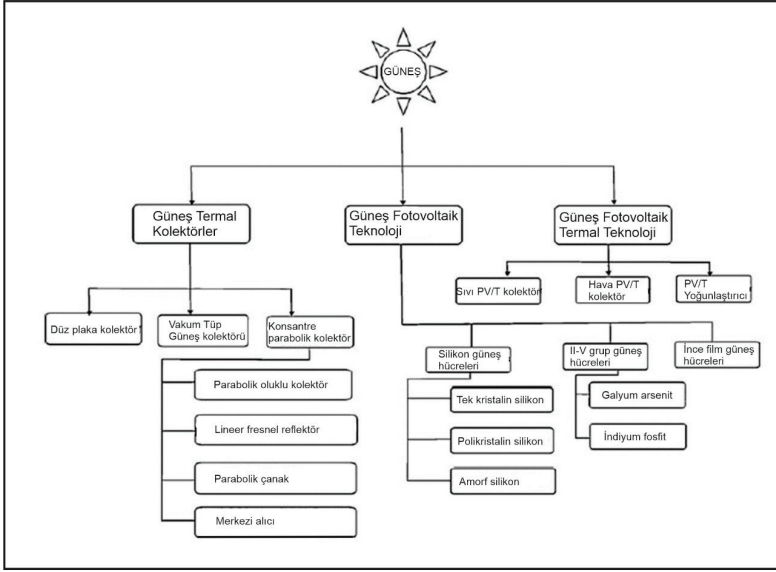 GÜNEŞ
Güneş Termal
Kolektörler
Güneş Fotovoltaik
Teknoloji
Güneş Fotovoltaik
Termal Teknoloji
Düz plaka kolektör
Vakum Tüp
Güneş kolektörü
Konsantre
parabolik kolektör
Parabolik oluklu kolektör
Lineer fresnel reflektör
Parabolik çanak
Merkezi alıcı
Sıvı PV/T kolektör
Hava PV/T
kolektör
PV/T
Yoğunlaştırıcı
Silikon güneş
hücreleri
II-V grup güneş
hücreleri
İnce film güneş
hücreleri
Tek kristalin silikon
Polikristalin silikon
Amorf silikon
Galyum arsenit
İndiyum fosfit